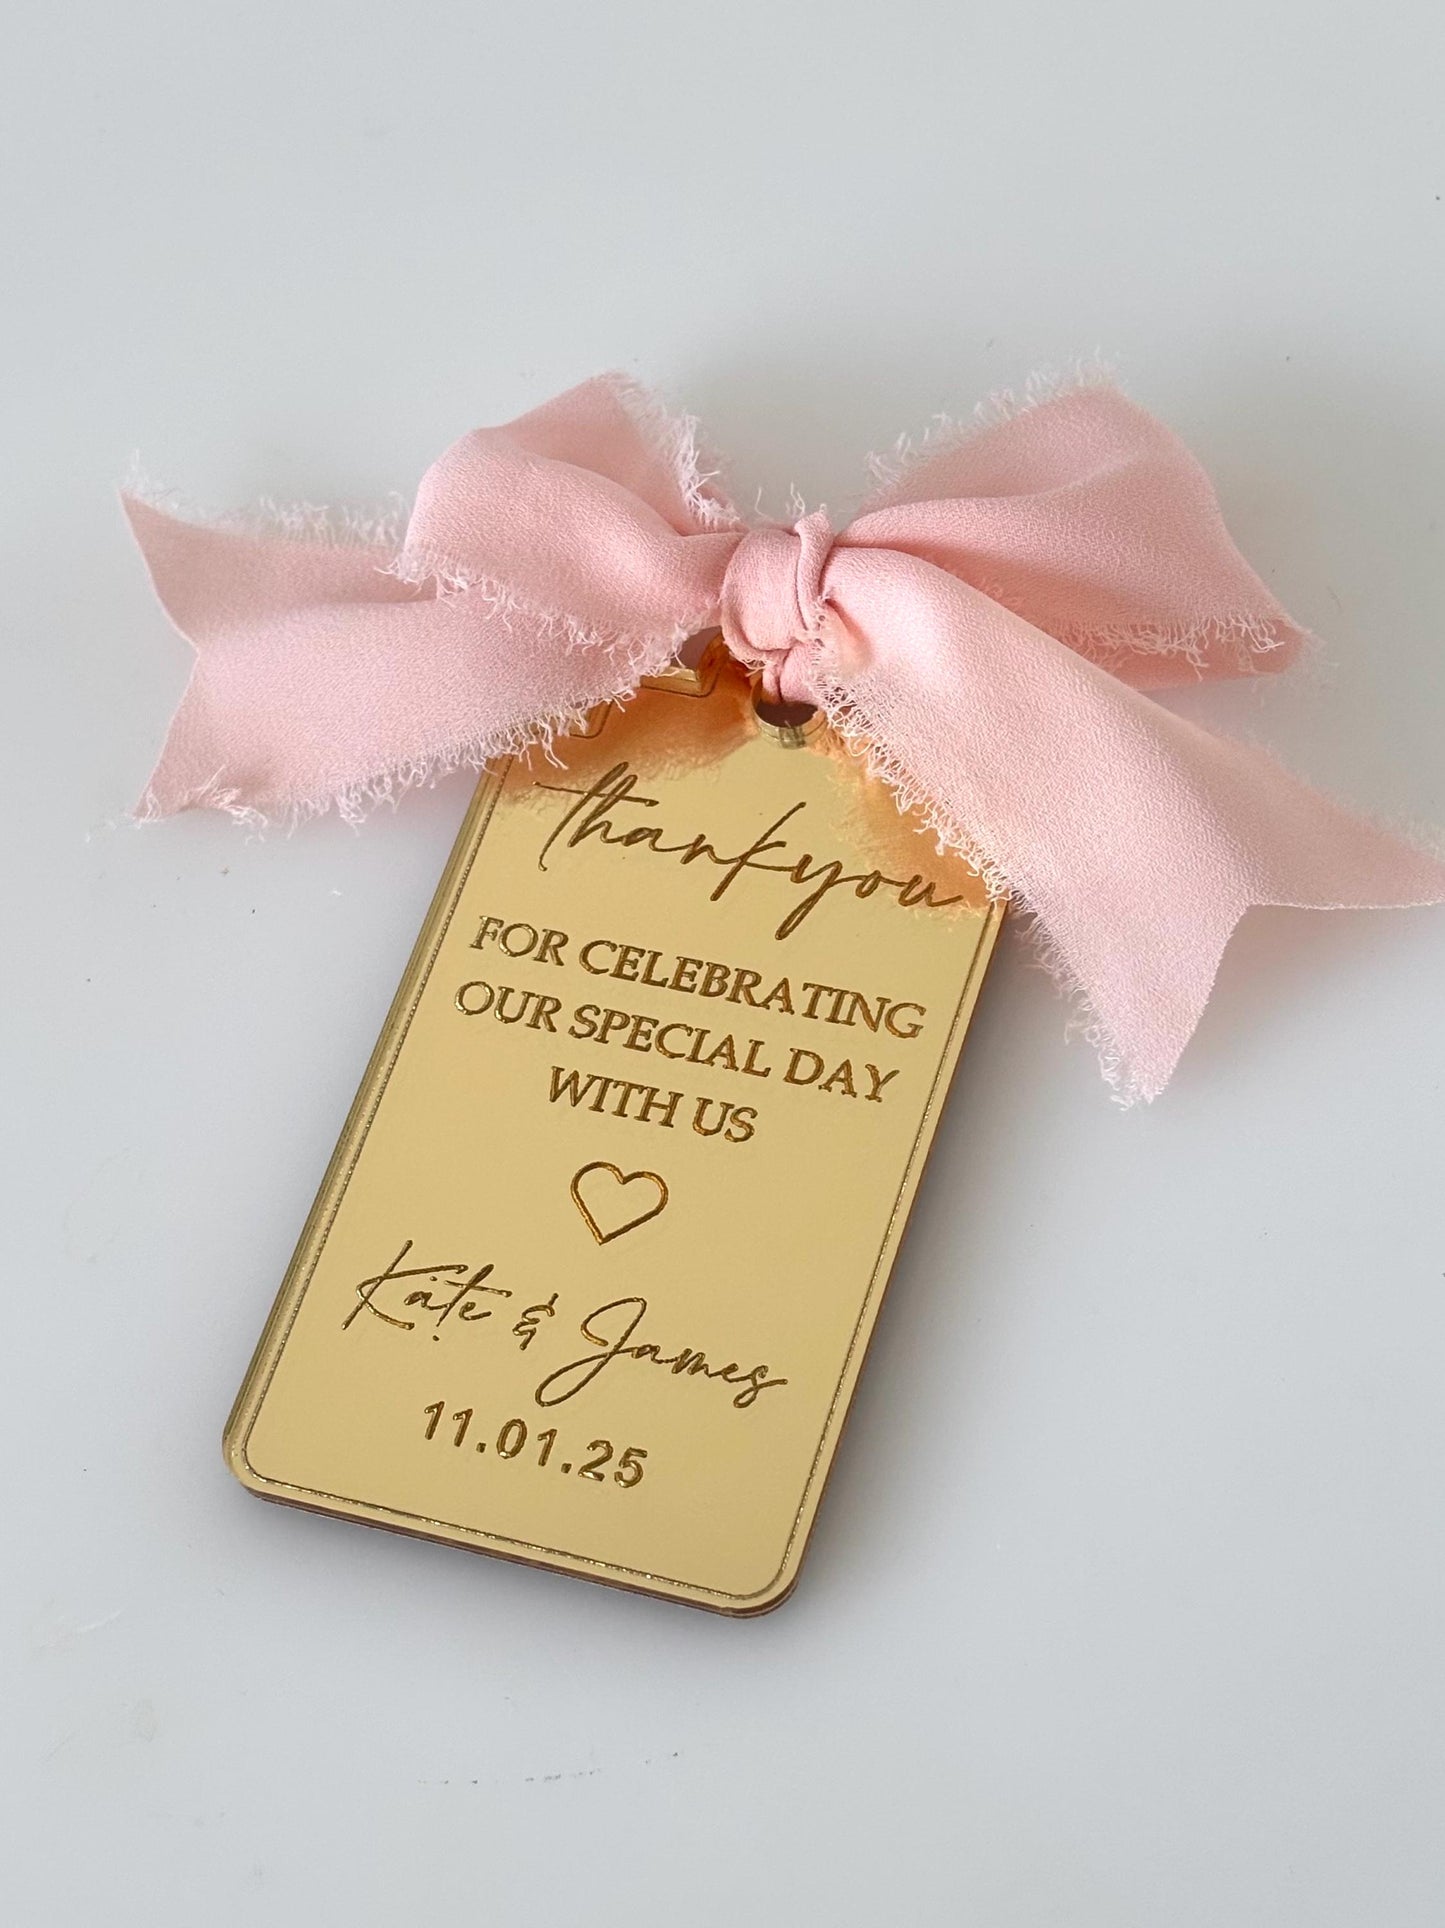 thankyou
FOR CELEBRATING
OUR SPECIAL DAY
WITH US
Kate & James
11.01.25